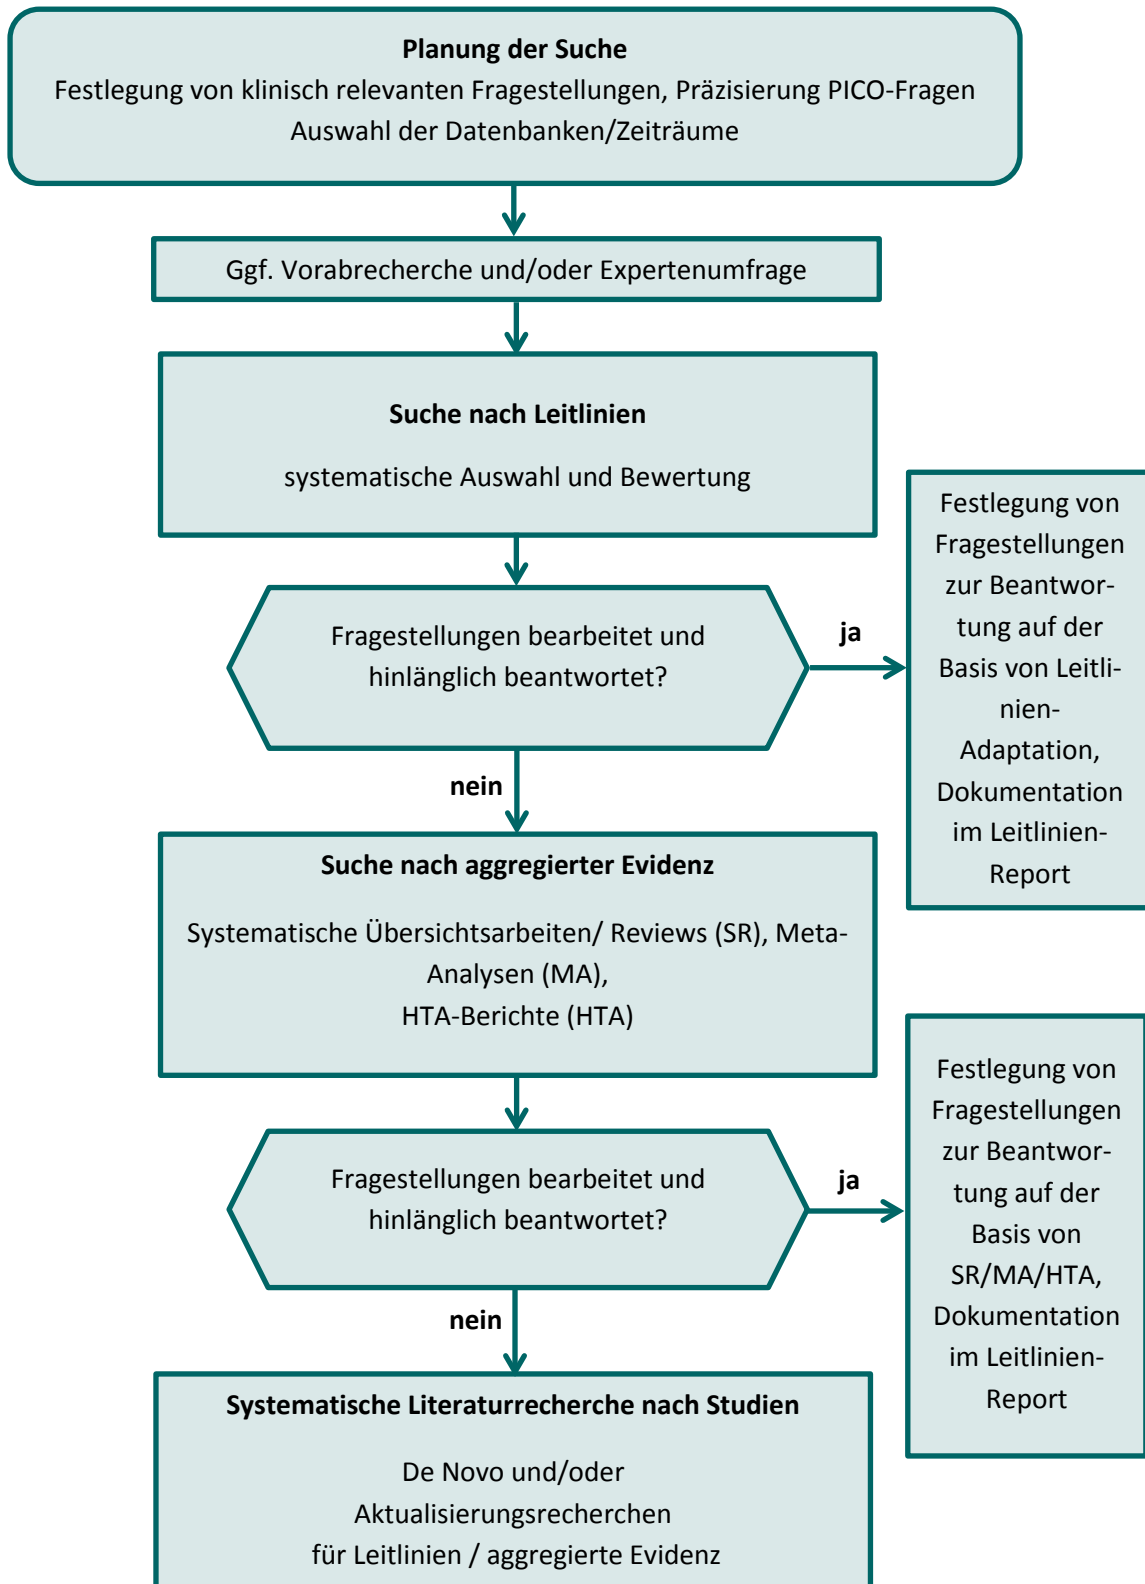 Planung der Suche
Festlegung von klinisch relevanten Fragestellungen, Präzisierung PICO-Fragen
Auswahl der Datenbanken/Zeiträume
Ggf. Vorabrecherche und/oder Expertenumfrage
Suche nach Leitlinien
systematische Auswahl und Bewertung
Fragestellungen bearbeitet und
hinlänglich beantwortet?
ja
Festlegung von
Fragestellungen
zur Beantwor-
tung auf der
Basis von Leitli-
nien-
Adaptation,
Dokumentation
im Leitlinien-
Report
nein
Suche nach aggregierter Evidenz
Systematische Übersichtsarbeiten/ Reviews (SR), Meta-
Analysen (MA),
HTA-Berichte (HTA)
Fragestellungen bearbeitet und
hinlänglich beantwortet?
ja
Festlegung von
Fragestellungen
zur Beantwor-
tung auf der
Basis von
SR/MA/HTA,
Dokumentation
im Leitlinien-
Report
nein
Systematische Literaturrecherche nach Studien
De Novo und/oder
Aktualisierungsrecherchen
für Leitlinien / aggregierte Evidenz